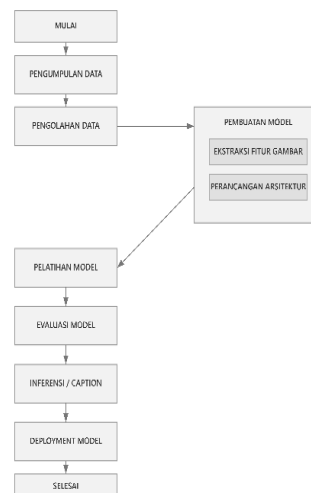 MULAI
PENGUMPULAN DATA
PENGOLAHAN DATA
PEMBUATAN MODEL
EKSTRAKSI FITUR GAMBAR
PERANCANGAN ARSITEKTUR
PELATIHAN MODEL
EVALUASI MODEL
INFERENSI / CAPTION
DEPLOYMENT MODEL
SELESAI